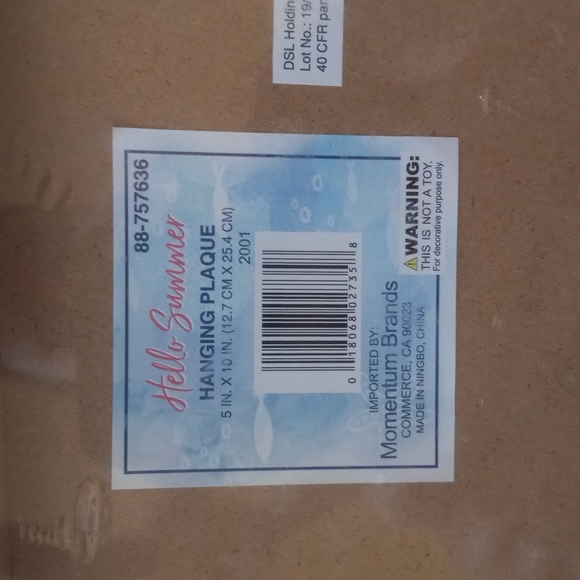 DSL Holdin
Lot No.: 19/
40 CFR par
88-757636
Hello Summer
HANGING PLAQUE
5 IN. X 10 IN. (12.7 CM X 25.4 CM)
2001
0 18068 02735 8
IMPORTED BY:
Momentum Brands
COMMERCE, CA 90023
MADE IN NINGBO, CHINA
WARNING:
THIS IS NOT A TOY.
For decorative purpose only.